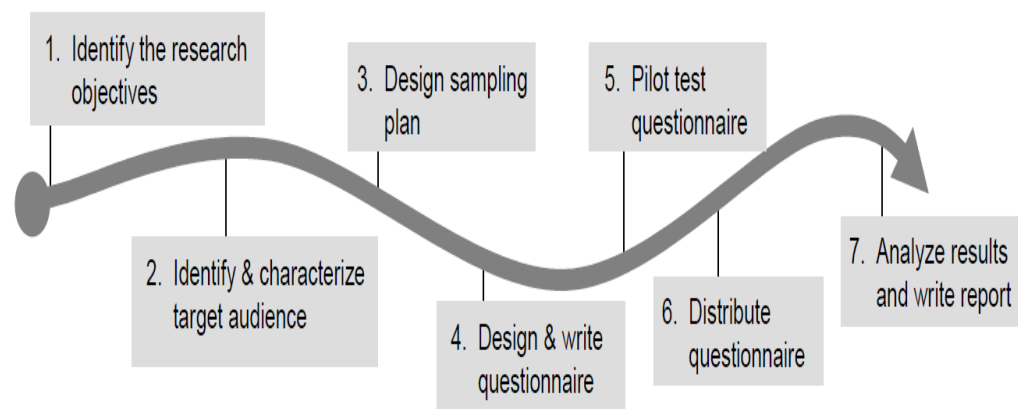 1. Identify the research
objectives
2. Identify & characterize
target audience
3. Design sampling
plan
4. Design & write
questionnaire
5. Pilot test
questionnaire
6. Distribute
questionnaire
7. Analyze results
and write report